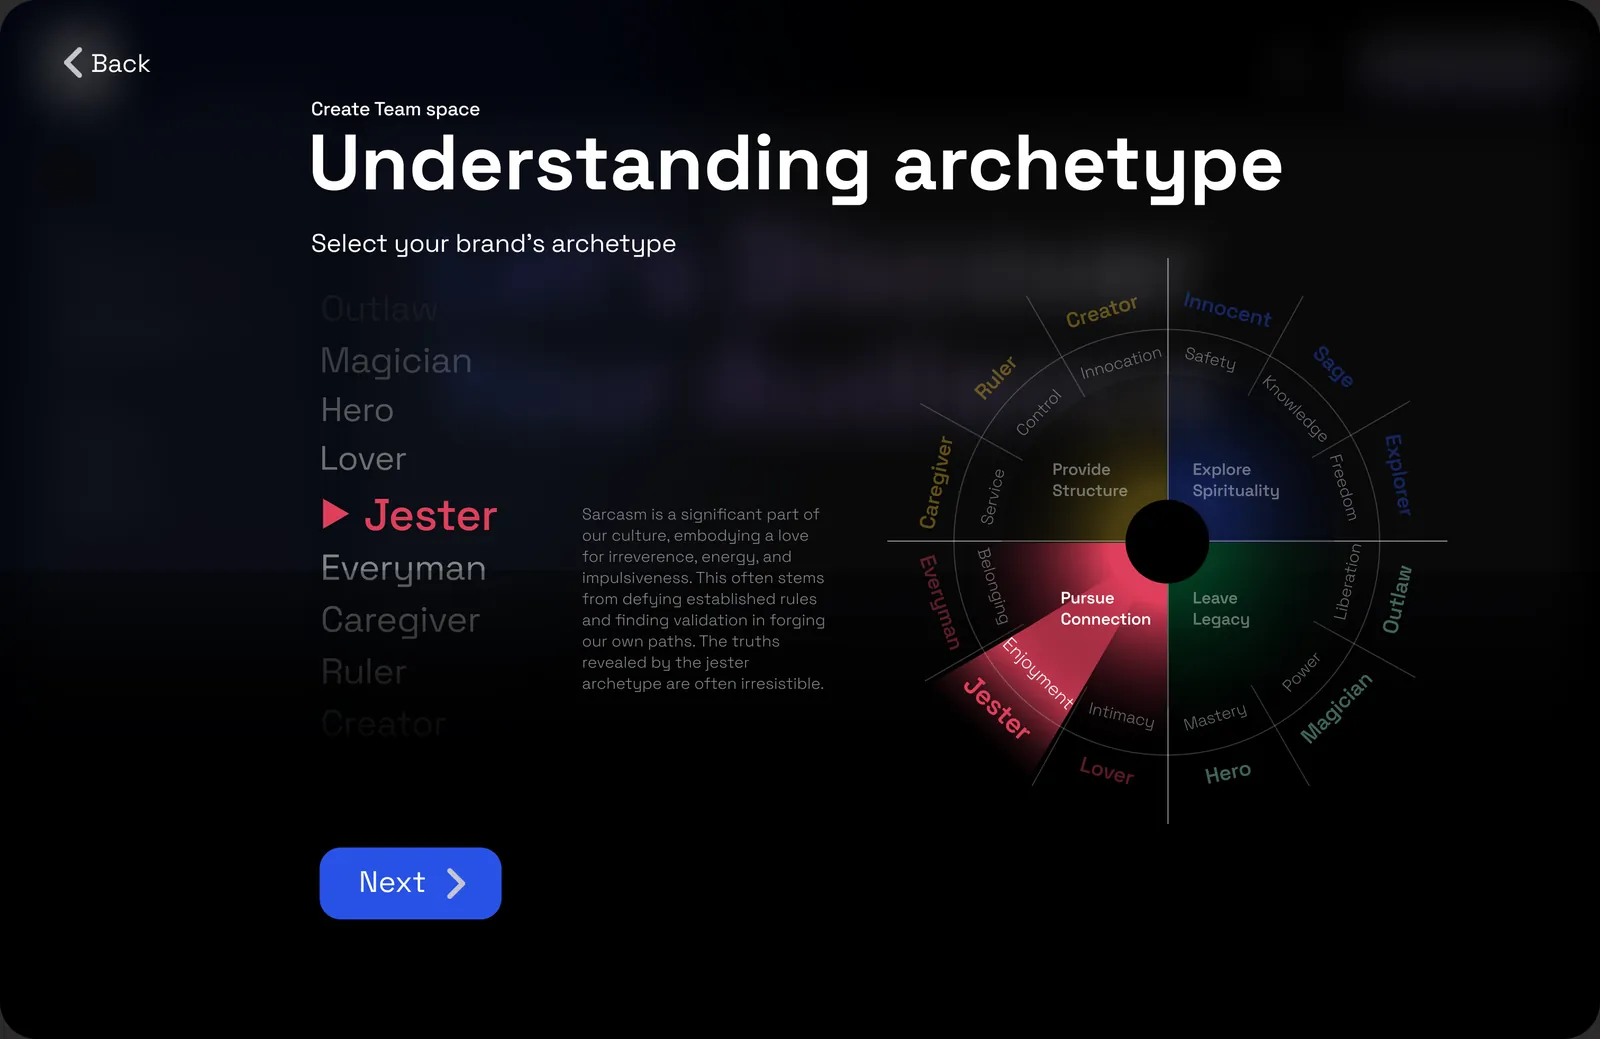 Back
Create Team space
Understanding archetype
Select your brand's archetype
Outlaw
Magician
Hero
Lover
Jester
Everyman
Caregiver
Ruler
Creator
Sarcasm is a significant part of
our culture, embodying a love
for irreverence, energy, and
impulsiveness. This often stems
from defying established rules
and finding validation in forging
our own paths. The truths
revealed by the jester
archetype are often irresistible.
Creator
Innocent
Sage
Explorer
Outlaw
Magician
Hero
Lover
Jester
Everyman
Caregiver
Ruler
Innocation
Safety
Knowledge
Freedom
Liberation
Power
Mastery
Intimacy
Enjoyment
Belonging
Service
Control
Provide
Structure
Explore
Spirituality
Pursue
Connection
Leave
Legacy
Next